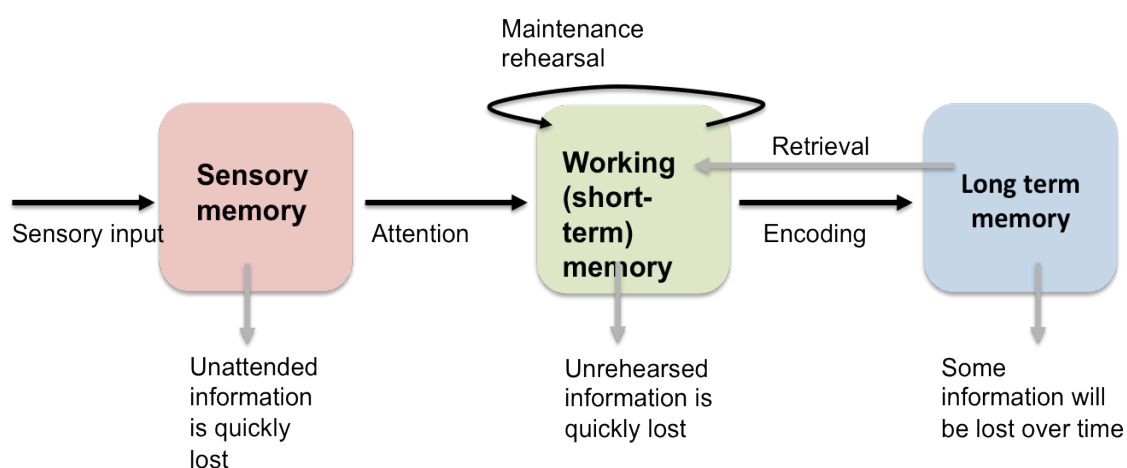 Maintenance
rehearsal
Sensory
memory
Working
(short-
term)
memory
Retrieval
Long term
memory
Sensory input
Attention
Encoding
Unattended
information
is quickly
lost
Unrehearsed
information is
quickly lost
Some
information will
be lost over time